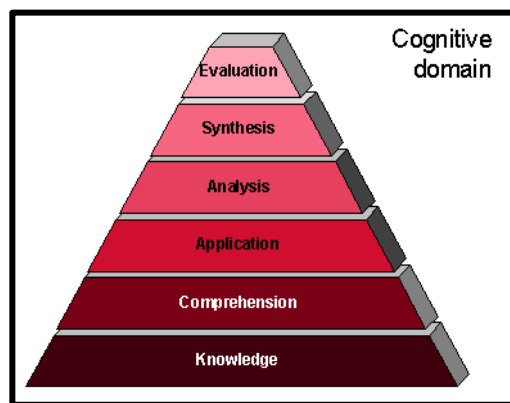 Cognitive
domain
Evaluation
Synthesis
Analysis
Application
Comprehension
Knowledge